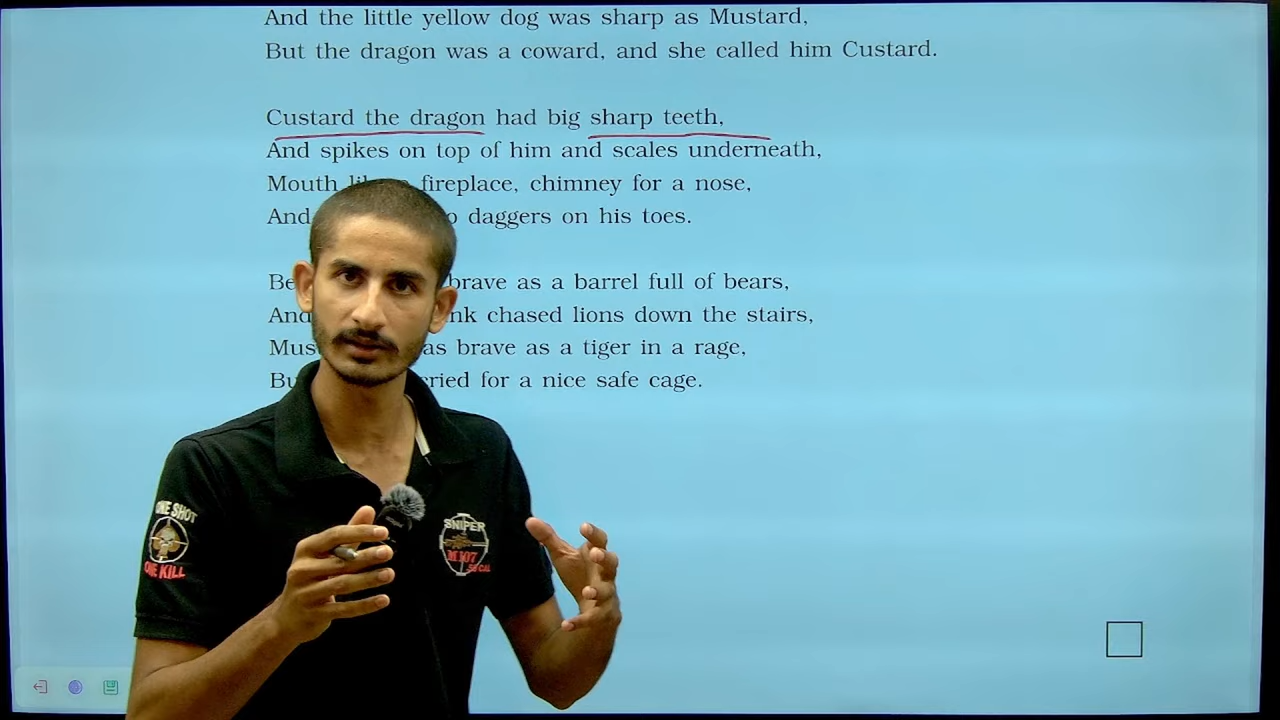 And the little yellow dog was sharp as Mustard,
But the dragon was a coward, and she called him Custard.
Custard the dragon had big sharp teeth,
And spikes on top of him and scales underneath,
Mouth fireplace, chimney for a nose,
And daggers on his toes.
brave as a barrel full of bears,
And chased lions down the stairs,
as brave as a tiger in a rage,
cried for a nice safe cage.
ONE SHOT
ONE KILL
SNIPER
M107
.50 CAL